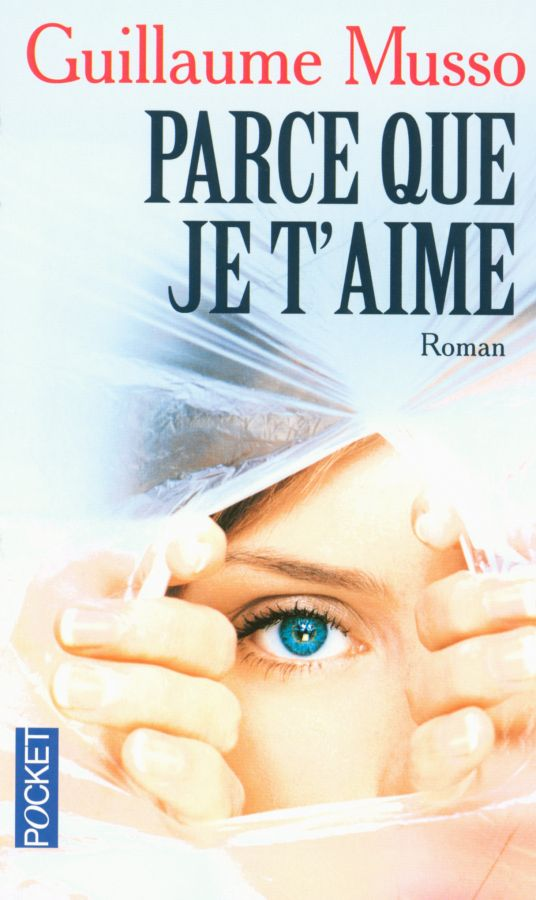 Guillaume Musso
PARCE QUE
JE T'AIME
Roman
POCKET